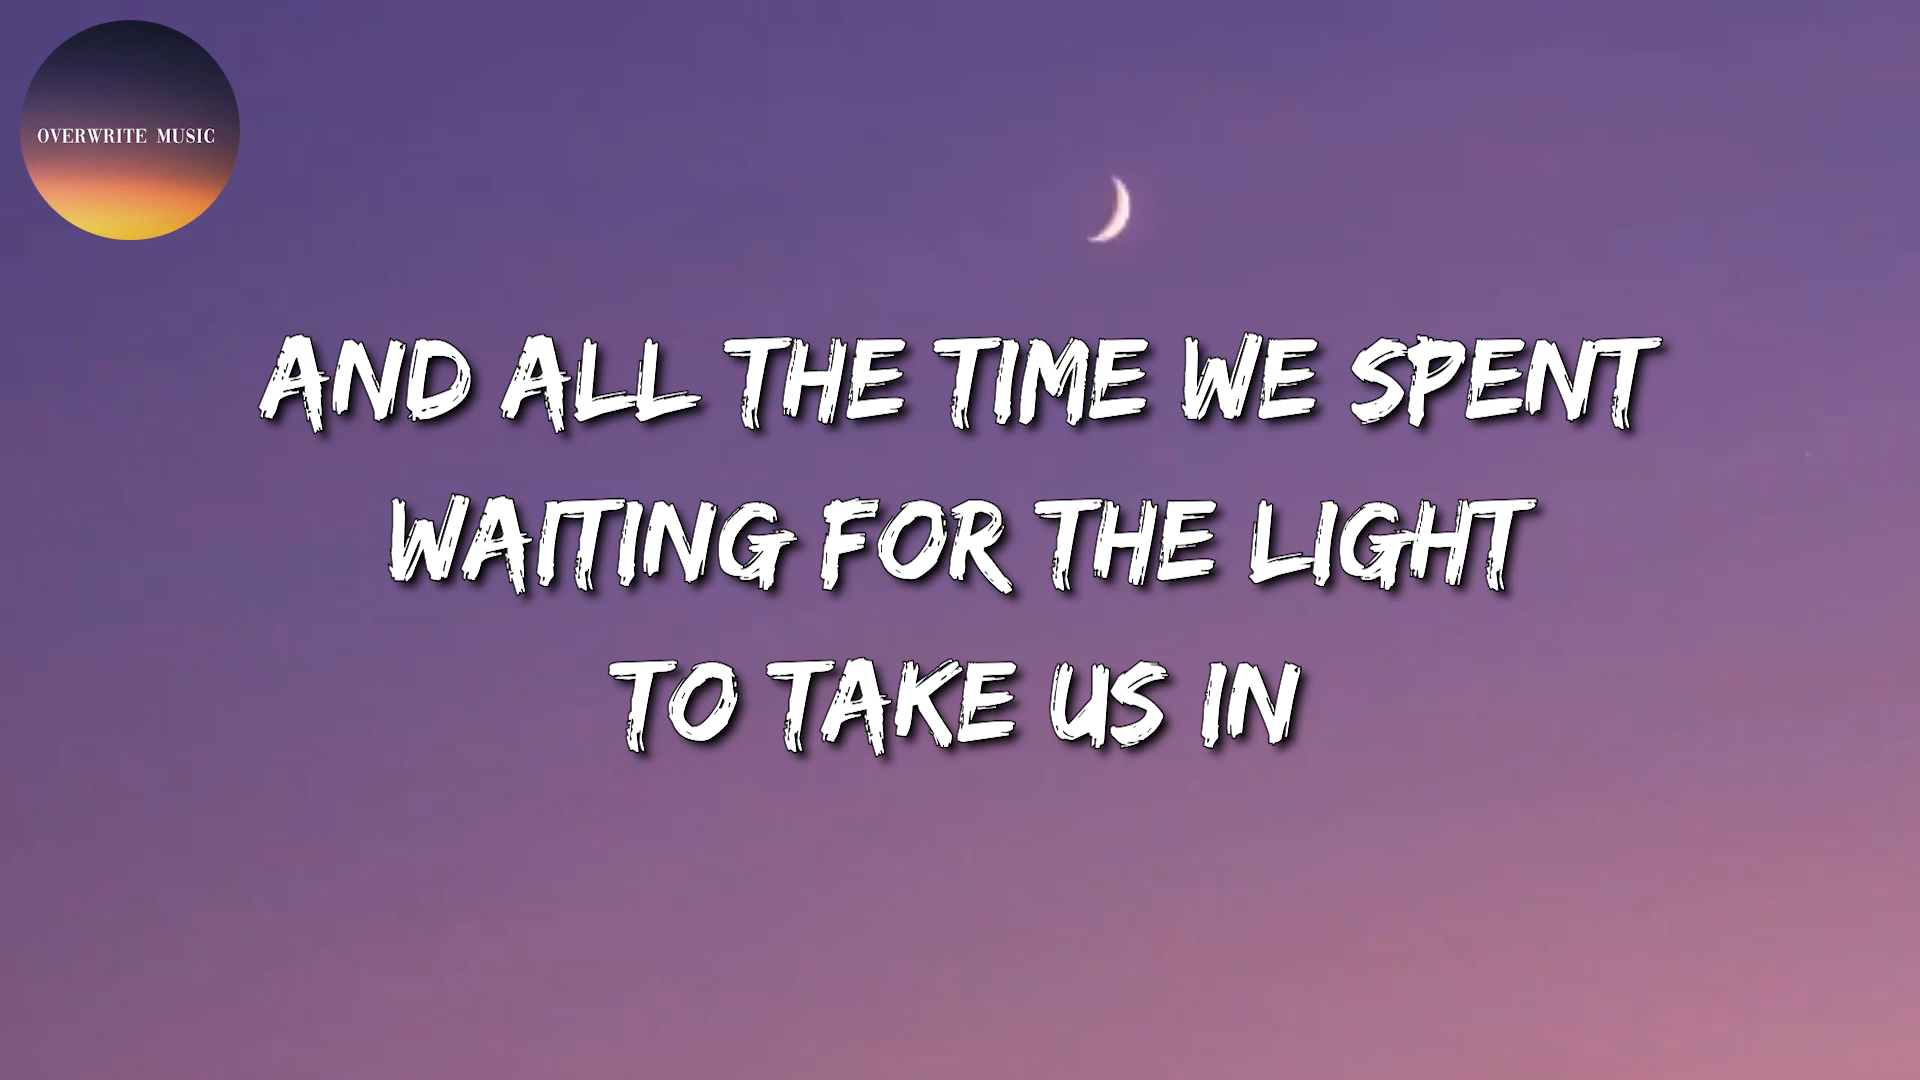 OVERWRITE MUSIC
AND ALL THE TIME WE SPENT
WAITING FOR THE LIGHT
TO TAKE US IN